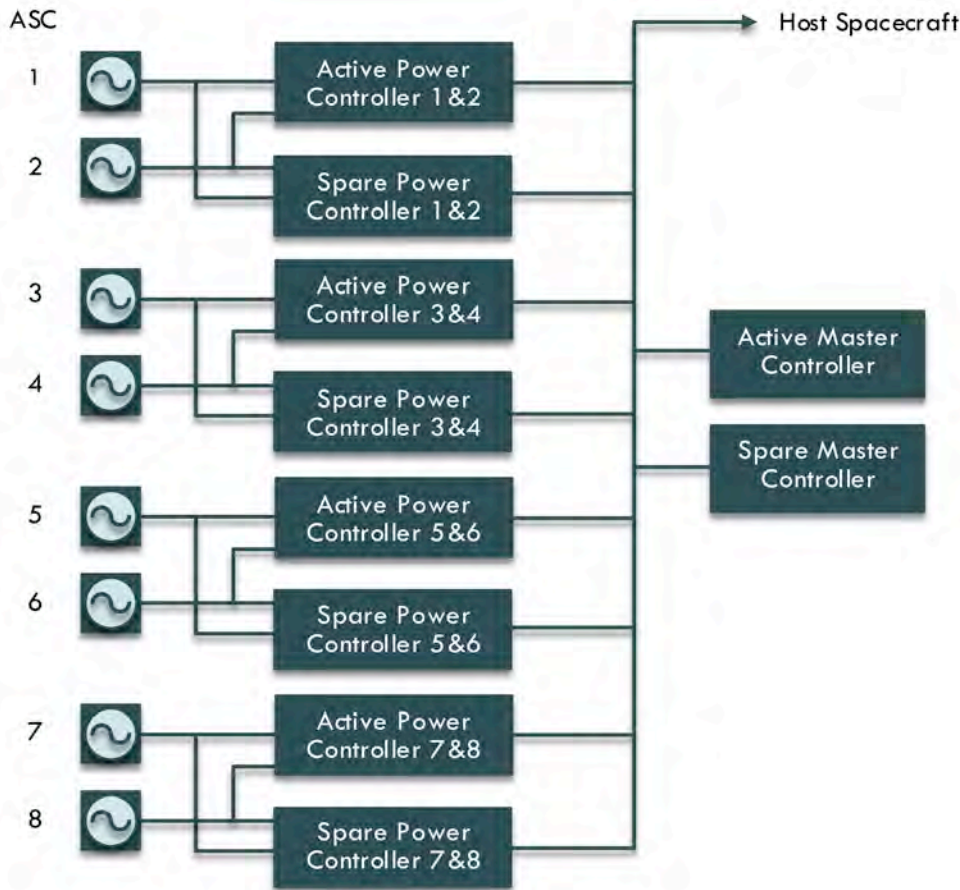 ASC
Host Spacecraft
1
Active Power
Controller 1&2
2
Spare Power
Controller 1&2
3
Active Power
Controller 3&4
Active Master
Controller
4
Spare Power
Controller 3&4
Spare Master
Controller
5
Active Power
Controller 5&6
6
Spare Power
Controller 5&6
7
Active Power
Controller 7&8
8
Spare Power
Controller 7&8